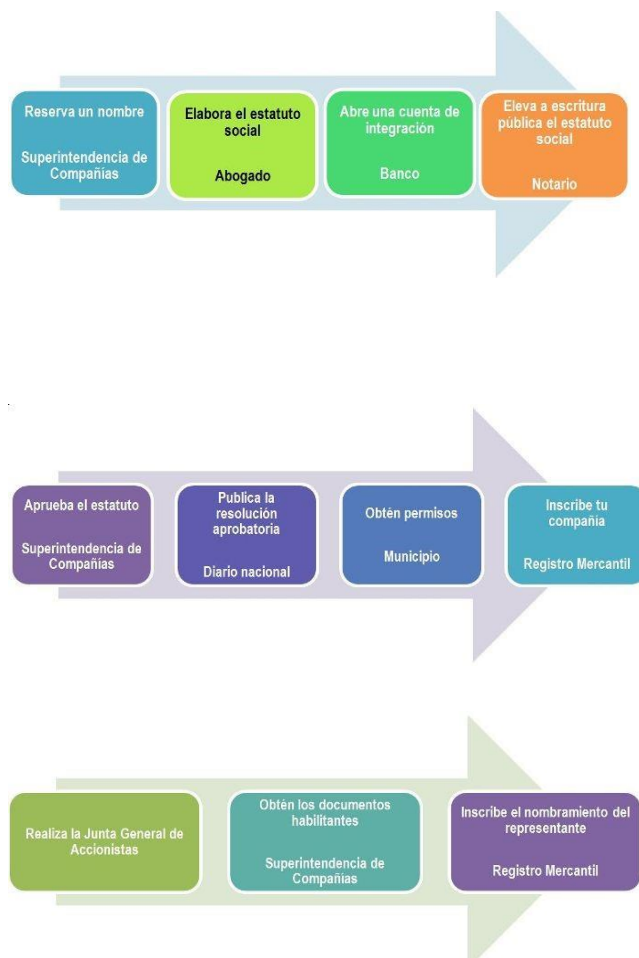 Reserva un nombre
Superintendencia de
Compañías
Elabora el estatuto
social
Abogado
Abre una cuenta de
integración
Banco
Eleva a escritura
pública el estatuto
social
Notario
Aprueba el estatuto
Superintendencia de
Compañías
Publica la
resolución
aprobatoria
Diario nacional
Obtén permisos
Municipio
Inscribe tu
compañía
Registro Mercantil
Realiza la Junta General de
Accionistas
Obtén los documentos
habilitantes
Superintendencia de
Compañías
Inscribe el nombramiento del
representante
Registro Mercantil